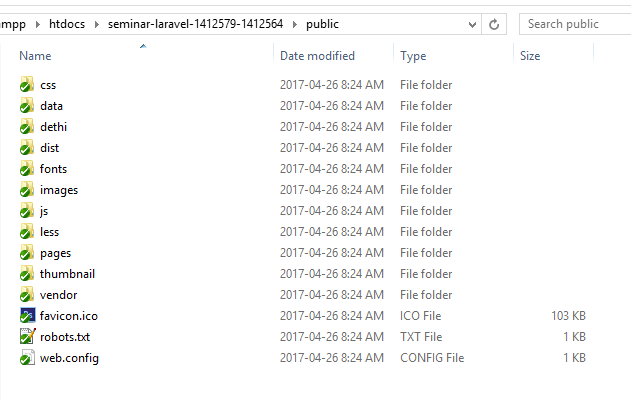 mpp htdocs seminar-laravel-1412579-1412564 public Search public
Name Date modified Type Size
css 2017-04-26 8:24 AM File folder
data 2017-04-26 8:24 AM File folder
dethi 2017-04-26 8:24 AM File folder
dist 2017-04-26 8:24 AM File folder
fonts 2017-04-26 8:24 AM File folder
images 2017-04-26 8:24 AM File folder
js 2017-04-26 8:24 AM File folder
less 2017-04-26 8:24 AM File folder
pages 2017-04-26 8:24 AM File folder
thumbnail 2017-04-26 8:24 AM File folder
vendor 2017-04-26 8:24 AM File folder
favicon.ico 2017-04-26 8:24 AM ICO File 103 KB
robots.txt 2017-04-26 8:24 AM TXT File 1 KB
web.config 2017-04-26 8:24 AM CONFIG File 1 KB